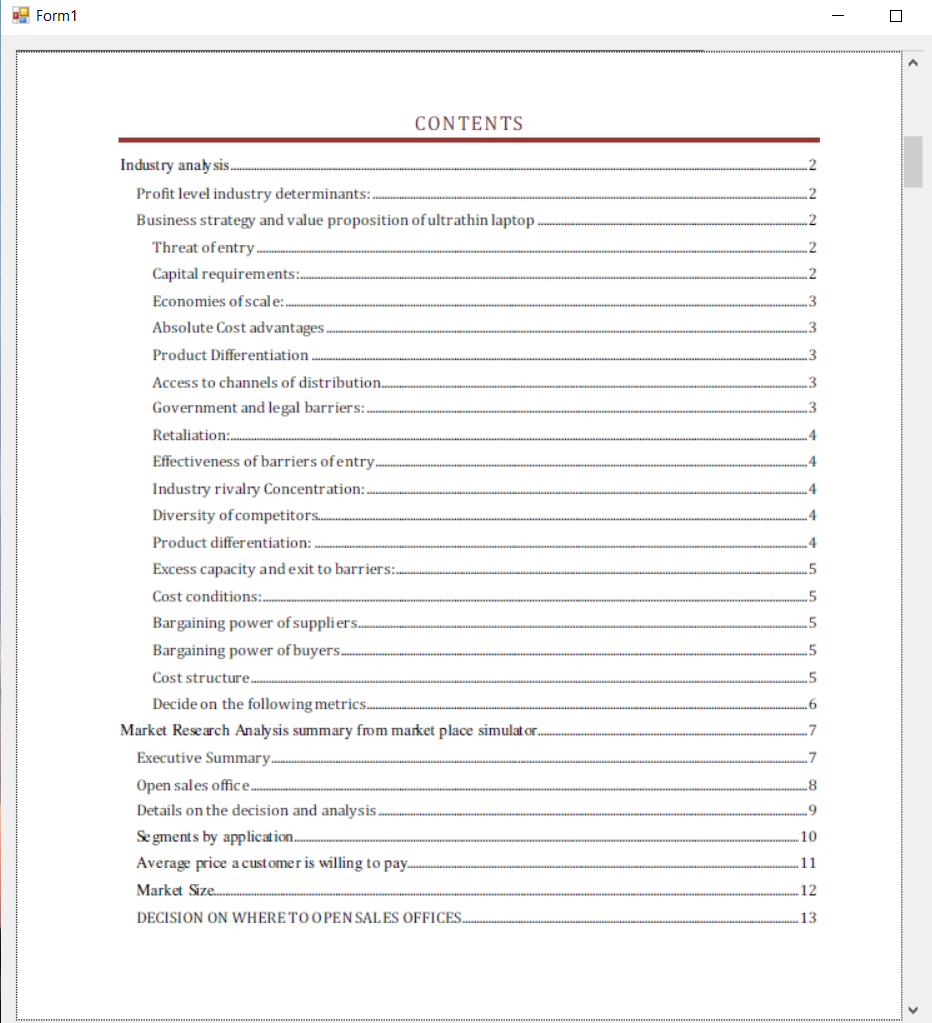 Form1
CONTENTS
Industry analysis 2
Profit level industry determinants: 2
Business strategy and value proposition of ultrathin laptop 2
Threat of entry 2
Capital requirements: 2
Economies of scale: 3
Absolute Cost advantages 3
Product Differentiation 3
Access to channels of distribution 3
Government and legal barriers: 3
Retaliation: 4
Effectiveness of barriers of entry 4
Industry rivalry Concentration: 4
Diversity of competitors 4
Product differentiation: 4
Excess capacity and exit to barriers: 5
Cost conditions: 5
Bargaining power of suppliers 5
Bargaining power of buyers 5
Cost structure 5
Decide on the following metrics 6
Market Research Analysis summary from market place simulator 7
Executive Summary 7
Open sales office 8
Details on the decision and analysis 9
Segments by application 10
Average price a customer is willing to pay 11
Market Size 12
DECISION ON WHERE TO OPEN SALES OFFICES 13